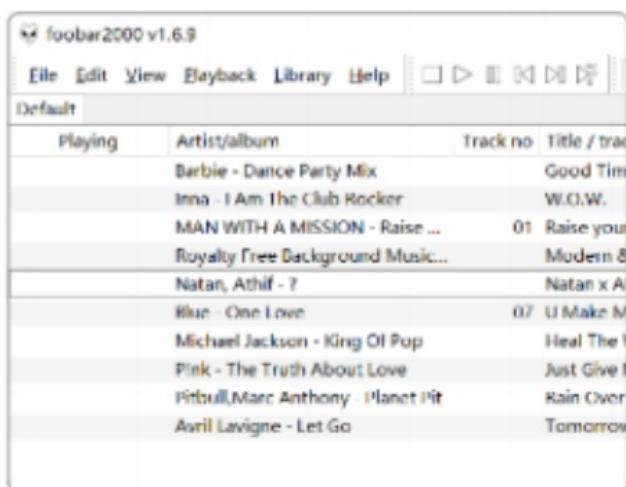 foobar2000 v1.6.9
File Edit View Playback Library Help
Default
Playing Artist/album Track no Title / trac
Barbie - Dance Party Mix Good Tim
Inna - I Am The Club Rocker W.O.W.
MAN WITH A MISSION - Raise ... 01 Raise your
Royalty Free Background Music... Modern &
Natan, Athif - ? Natan x A
Blue - One Love 07 U Make M
Michael Jackson - King Of Pop Heal The W
P!nk - The Truth About Love Just Give M
Pitbull,Marc Anthony - Planet Pit Rain Over
Avril Lavigne - Let Go Tomorrow